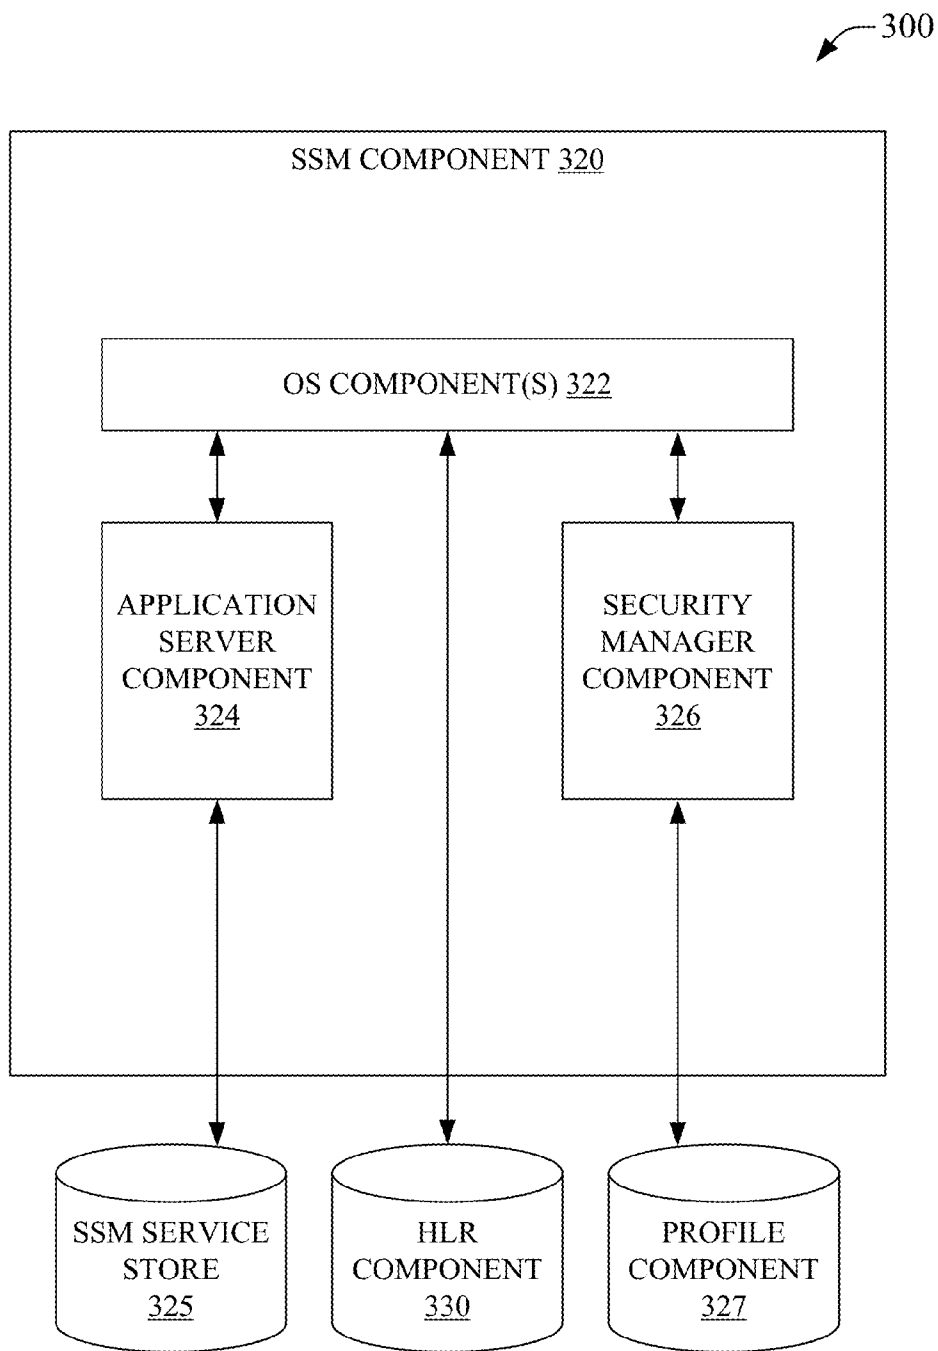 300
SSM COMPONENT 320
OS COMPONENT(S) 322
APPLICATION
SERVER
COMPONENT
324
SECURITY
MANAGER
COMPONENT
326
SSM SERVICE
STORE
325
HLR
COMPONENT
330
PROFILE
COMPONENT
327